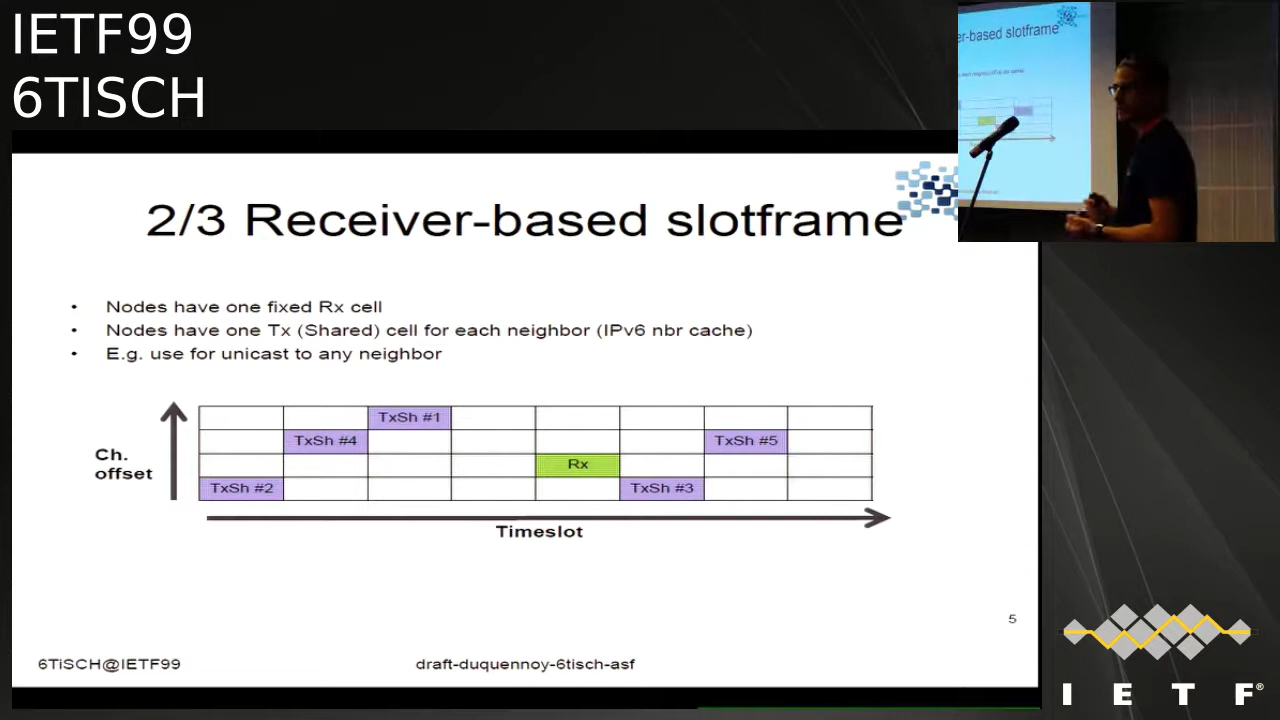 IETF99
6TISCH
er-based slotframe
2/3 Receiver-based slotframe
• Nodes have one fixed Rx cell
• Nodes have one Tx (Shared) cell for each neighbor (IPv6 nbr cache)
• E.g. use for unicast to any neighbor
TxSh #1
TxSh #4
TxSh #5
Ch.
offset
Rx
TxSh #2
TxSh #3
Timeslot
5
6TiSCH@IETF99
draft-duquennoy-6tisch-asf
I E T F®